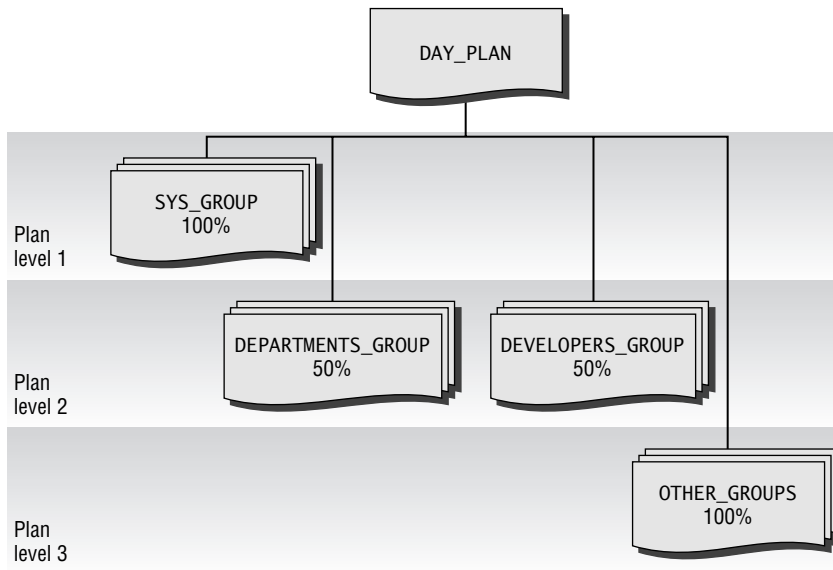 DAY_PLAN
SYS_GROUP
100%
Plan
level 1
DEPARTMENTS_GROUP
50%
DEVELOPERS_GROUP
50%
Plan
level 2
OTHER_GROUPS
100%
Plan
level 3